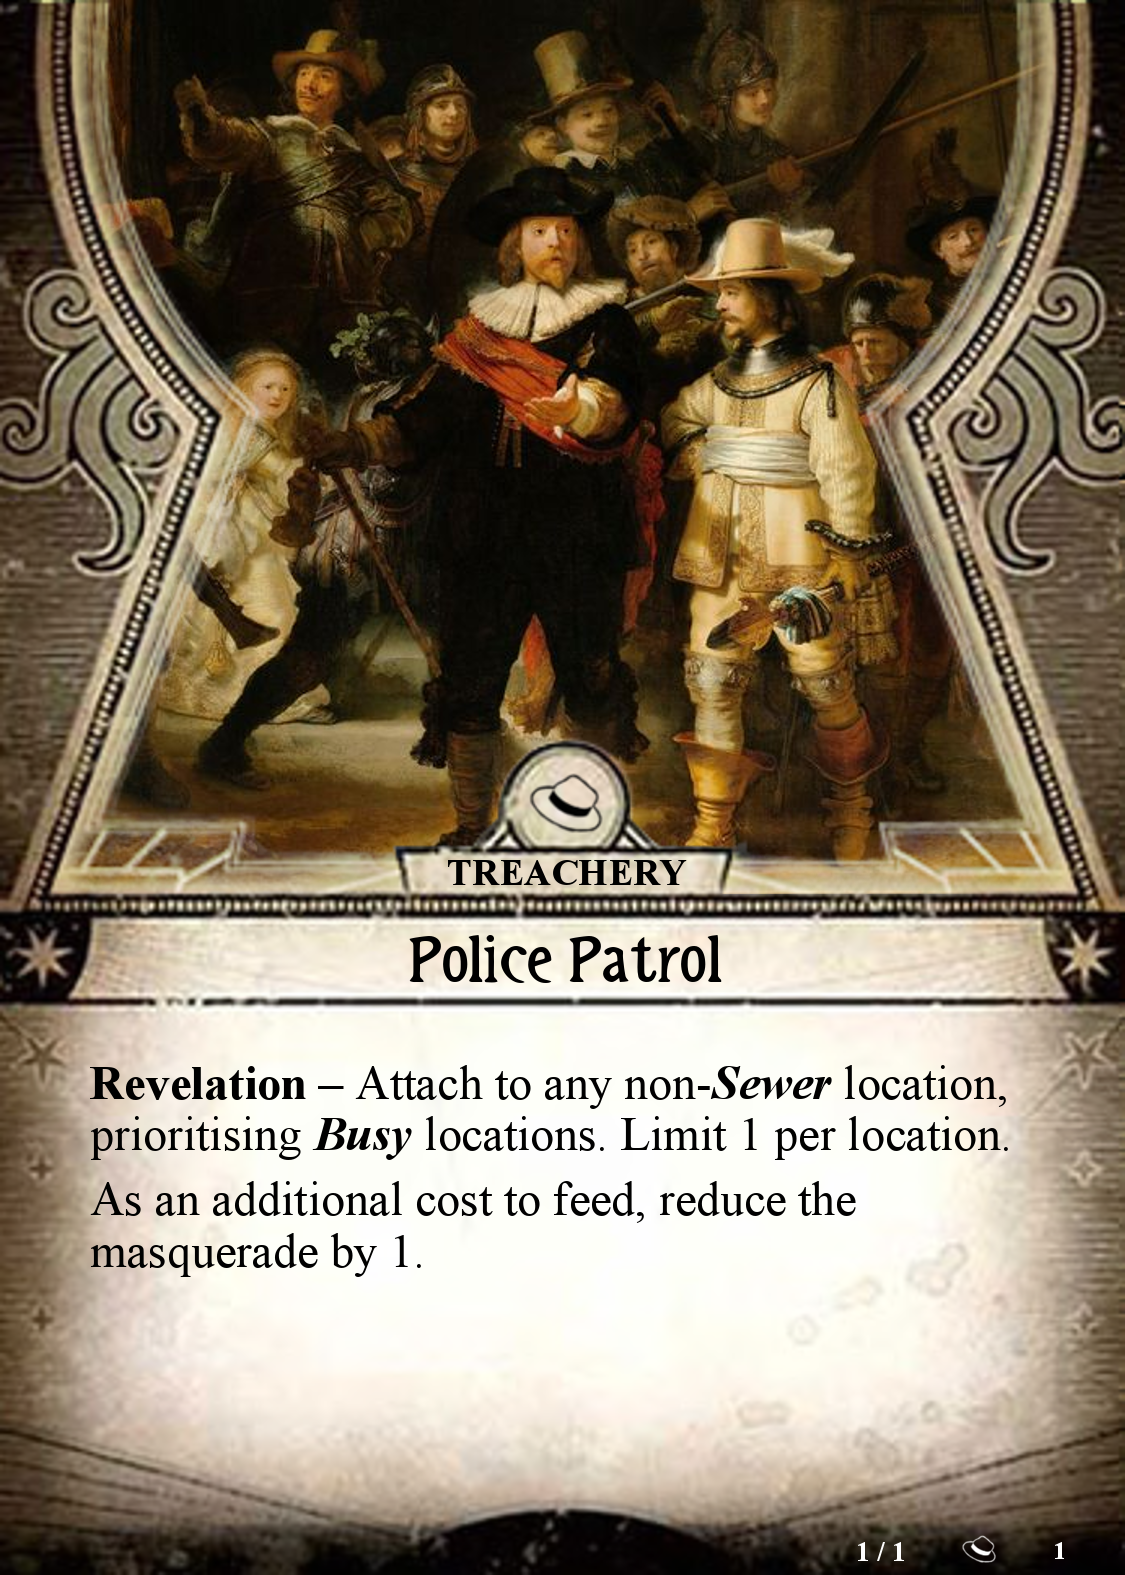 TREACHERY
Police Patrol
Revelation – Attach to any non-Sewer location,
prioritising Busy locations. Limit 1 per location.
As an additional cost to feed, reduce the
masquerade by 1.
1 / 1 1